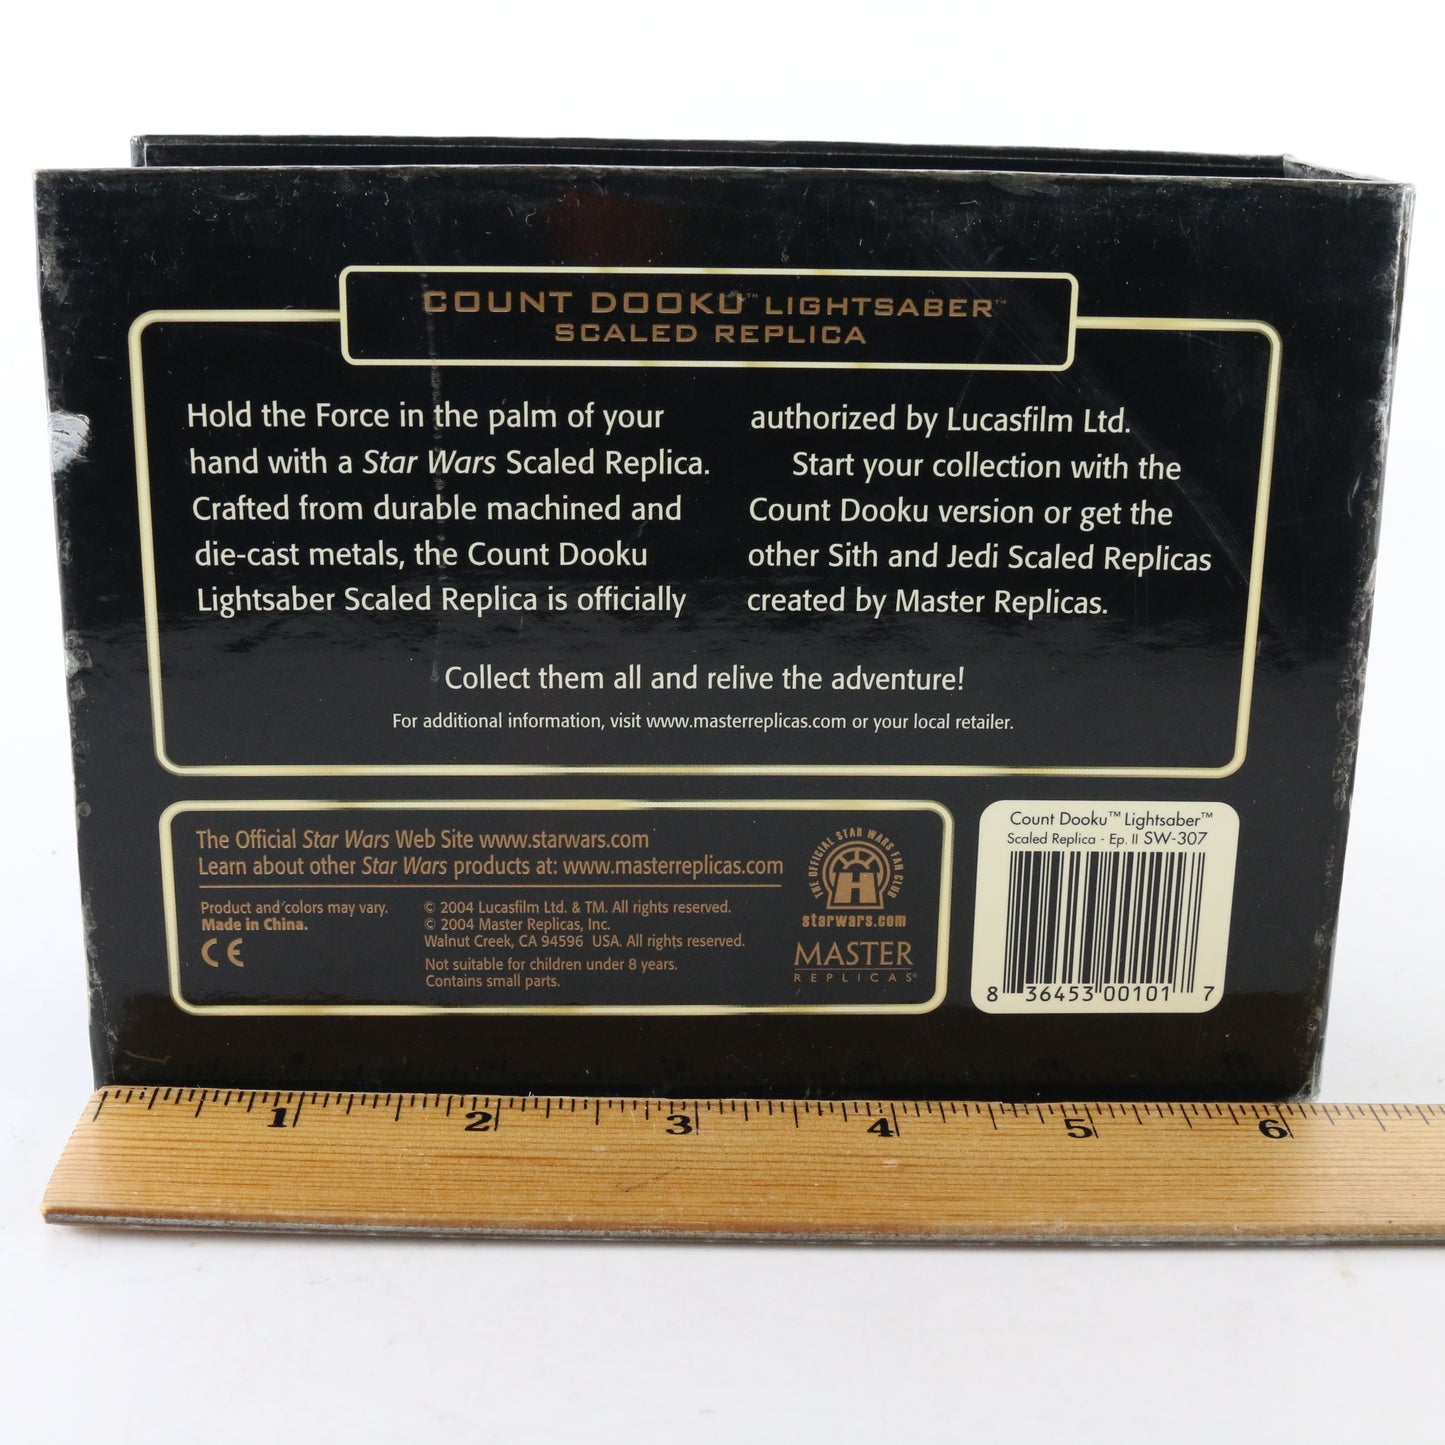 COUNT DOOKU™ LIGHTSABER™
SCALED REPLICA
Hold the Force in the palm of your
hand with a Star Wars Scaled Replica.
Crafted from durable machined and
die-cast metals, the Count Dooku
Lightsaber Scaled Replica is officially
authorized by Lucasfilm Ltd.
Start your collection with the
Count Dooku version or get the
other Sith and Jedi Scaled Replicas
created by Master Replicas.
Collect them all and relive the adventure!
For additional information, visit www.masterreplicas.com or your local retailer.
The Official Star Wars Web Site www.starwars.com
Learn about other Star Wars products at: www.masterreplicas.com
Product and colors may vary.
Made in China.
CE
© 2004 Lucasfilm Ltd. & TM. All rights reserved.
© 2004 Master Replicas, Inc.
Walnut Creek, CA 94596 USA. All rights reserved.
Not suitable for children under 8 years.
Contains small parts.
THE OFFICIAL STAR WARS FAN CLUB
starwars.com
MASTER
REPLICAS®
Count Dooku™ Lightsaber™
Scaled Replica - Ep. II SW-307
8 36453 00101 7
1 2 3 4 5 6